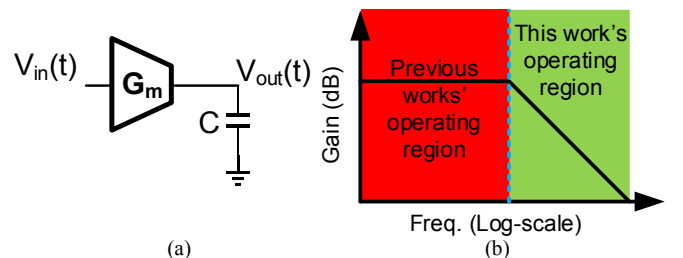 V_in(t)
G_m
V_out(t)
C
(a)
Gain (dB)
Previous
works'
operating
region
This work's
operating
region
Freq. (Log-scale)
(b)